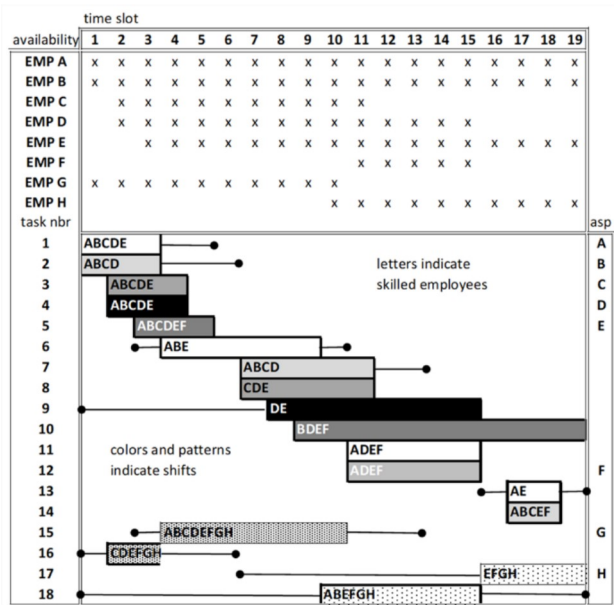 time slot
availability 1 2 3 4 5 6 7 8 9 10 11 12 13 14 15 16 17 18 19
EMP A x x x x x x x x x x x x x x x x x x x
EMP B x x x x x x x x x x x x x x x x x x x
EMP C x x x x x x x x x x
EMP D x x x x x x x x x x x x x x
EMP E x x x x x x x x x x x x x x x x x
EMP F x x x x x
EMP G x x x x x x x x x x
EMP H x x x x x x x x x x
task nbr asp
1 ABCDE A
2 ABCD letters indicate B
3 ABCDE skilled employees C
4 ABCDE D
5 ABCDEF E
6 ABE
7 ABCD
8 CDE
9 DE
10 BDEF
11 colors and patterns ADEF
12 indicate shifts ADEF F
13 AE
14 ABCEF
15 ABCDEFGH G
16 CDEFGH
17 EFGH H
18 ABEFGH